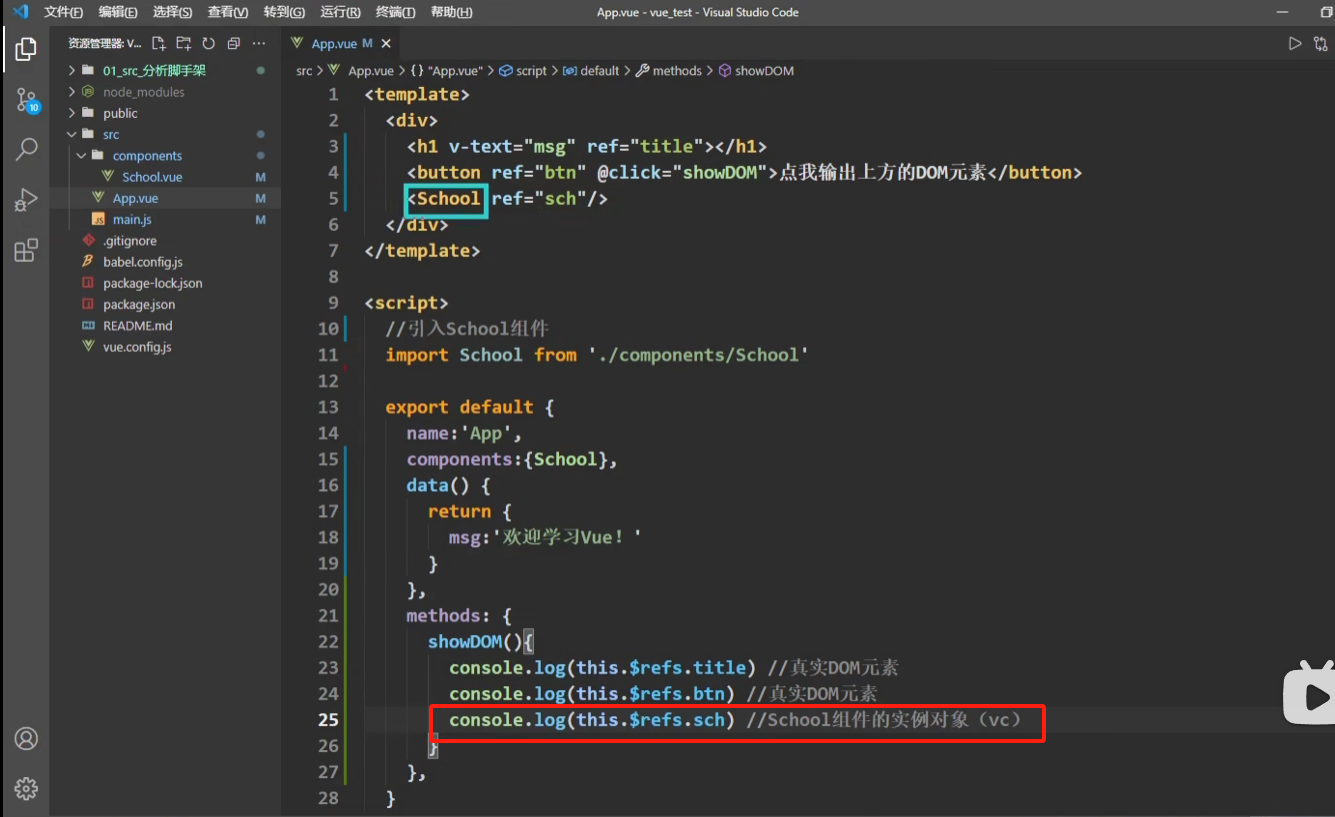 文件(F) 编辑(E) 选择(S) 查看(V) 转到(G) 运行(R) 终端(T) 帮助(H) App.vue - vue_test - Visual Studio Code
资源管理器: V... ···
App.vue M
src > App.vue > {} "App.vue" > script > default > methods > showDOM
01_src_分析脚手架
node_modules
public
src
components
School.vue M
App.vue M
JS main.js M
.gitignore
babel.config.js
package-lock.json
package.json
README.md
vue.config.js
10
1 <template>
2 <div>
3 <h1 v-text="msg" ref="title"></h1>
4 <button ref="btn" @click="showDOM">点我输出上方的DOM元素</button>
5 <School ref="sch"/>
6 </div>
7 </template>
8
9 <script>
10 //引入School组件
11 import School from './components/School'
12
13 export default {
14 name:'App',
15 components:{School},
16 data() {
17 return {
18 msg:'欢迎学习Vue！'
19 }
20 },
21 methods: {
22 showDOM(){
23 console.log(this.$refs.title) //真实DOM元素
24 console.log(this.$refs.btn) //真实DOM元素
25 console.log(this.$refs.sch) //School组件的实例对象（vc）
26 }
27 },
28 }